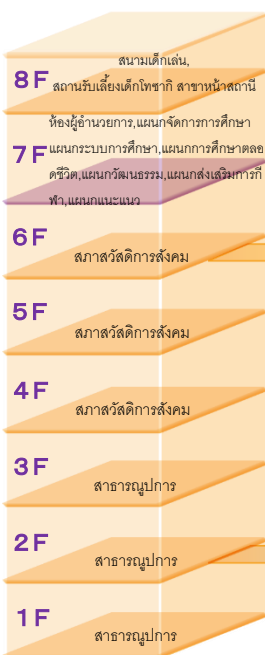 สนามเด็กเล่น,
8F สถานรับเลี้ยงเด็กโทชากิ สาขาหน้าสถานี
ห้องผู้อำนวยการ,แผนกจัดการการศึกษา
7F แผนกระบบการศึกษา,แผนกการศึกษาตลอ
ดชีวิต,แผนกวัฒนธรรม,แผนกส่งเสริมการกี
ฬา,แผนกแนะแนว
6F
สภาสวัสดิการสังคม
5F
สภาสวัสดิการสังคม
4F
สภาสวัสดิการสังคม
3F
สาธารณูปการ
2F
สาธารณูปการ
1F
สาธารณูปการ